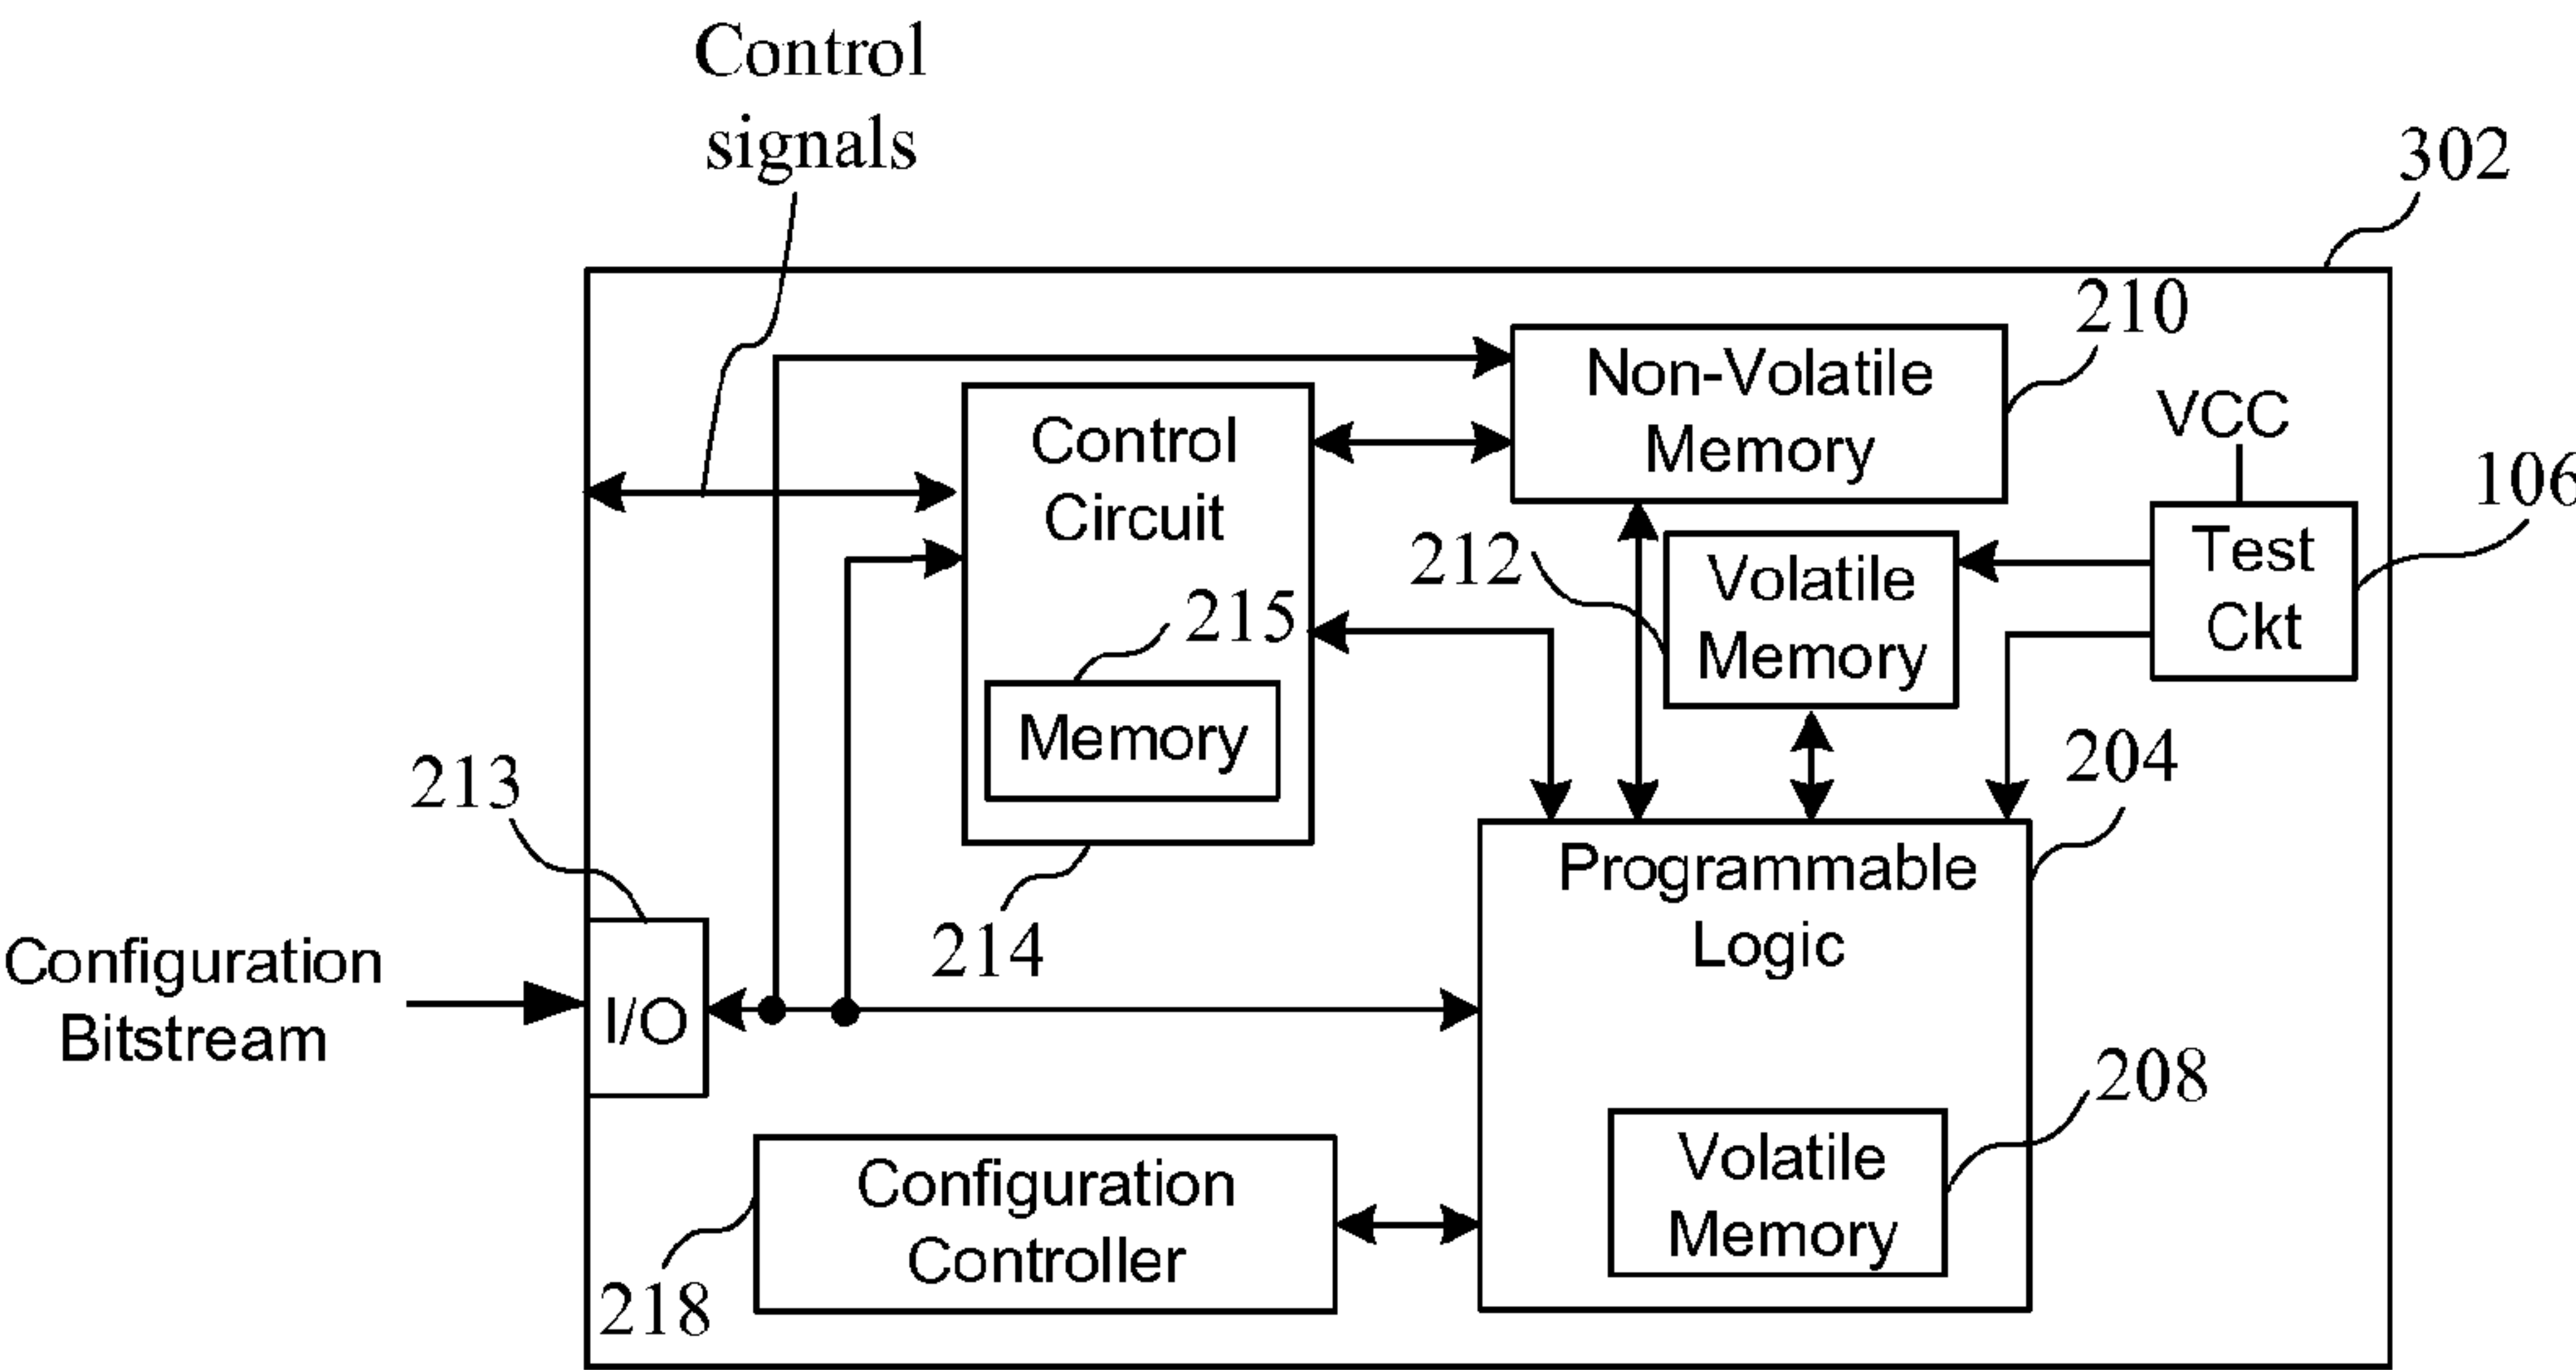 Control
signals
302
210
Non-Volatile
Memory
VCC
106
Control
Circuit
Test
Ckt
212
Volatile
Memory
215
Memory
213
204
214
Programmable
Logic
Configuration
Bitstream
I/O
208
Volatile
Memory
Configuration
Controller
218